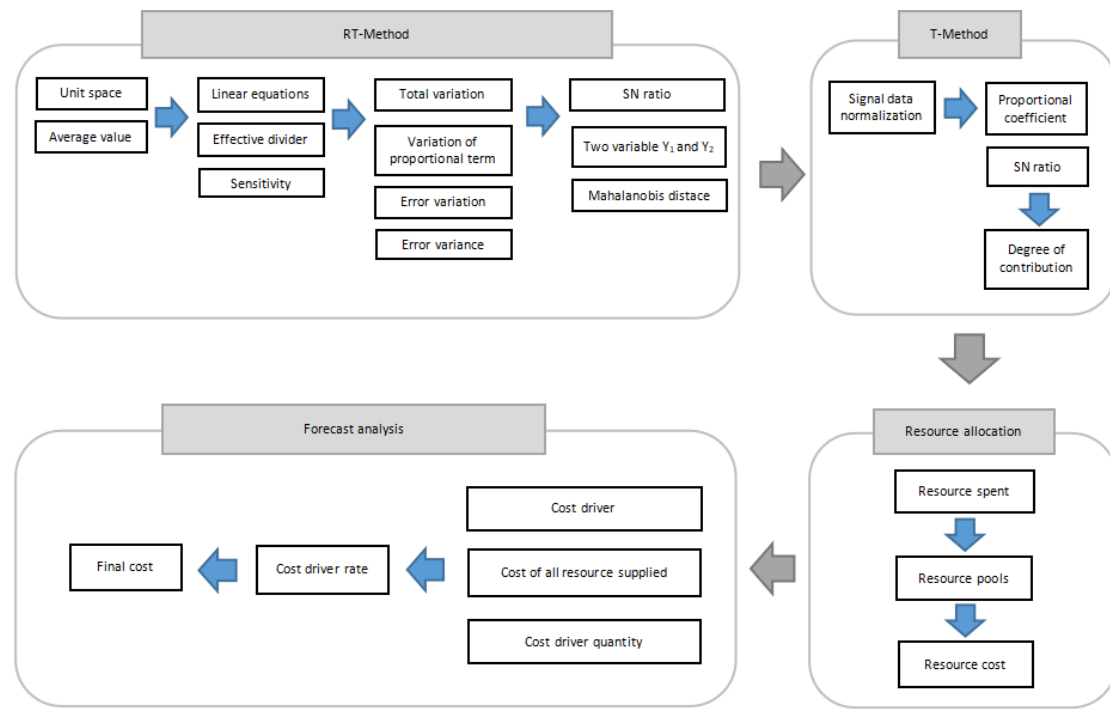 RT-Method
Unit space
Average value
Linear equations
Effective divider
Sensitivity
Total variation
Variation of
proportional term
Error variation
Error variance
SN ratio
Two variable Y₁ and Y₂
Mahalanobis distace
T-Method
Signal data
normalization
Proportional
coefficient
SN ratio
Degree of
contribution
Resource allocation
Resource spent
Resource pools
Resource cost
Forecast analysis
Cost driver
Cost of all resource supplied
Cost driver quantity
Cost driver rate
Final cost